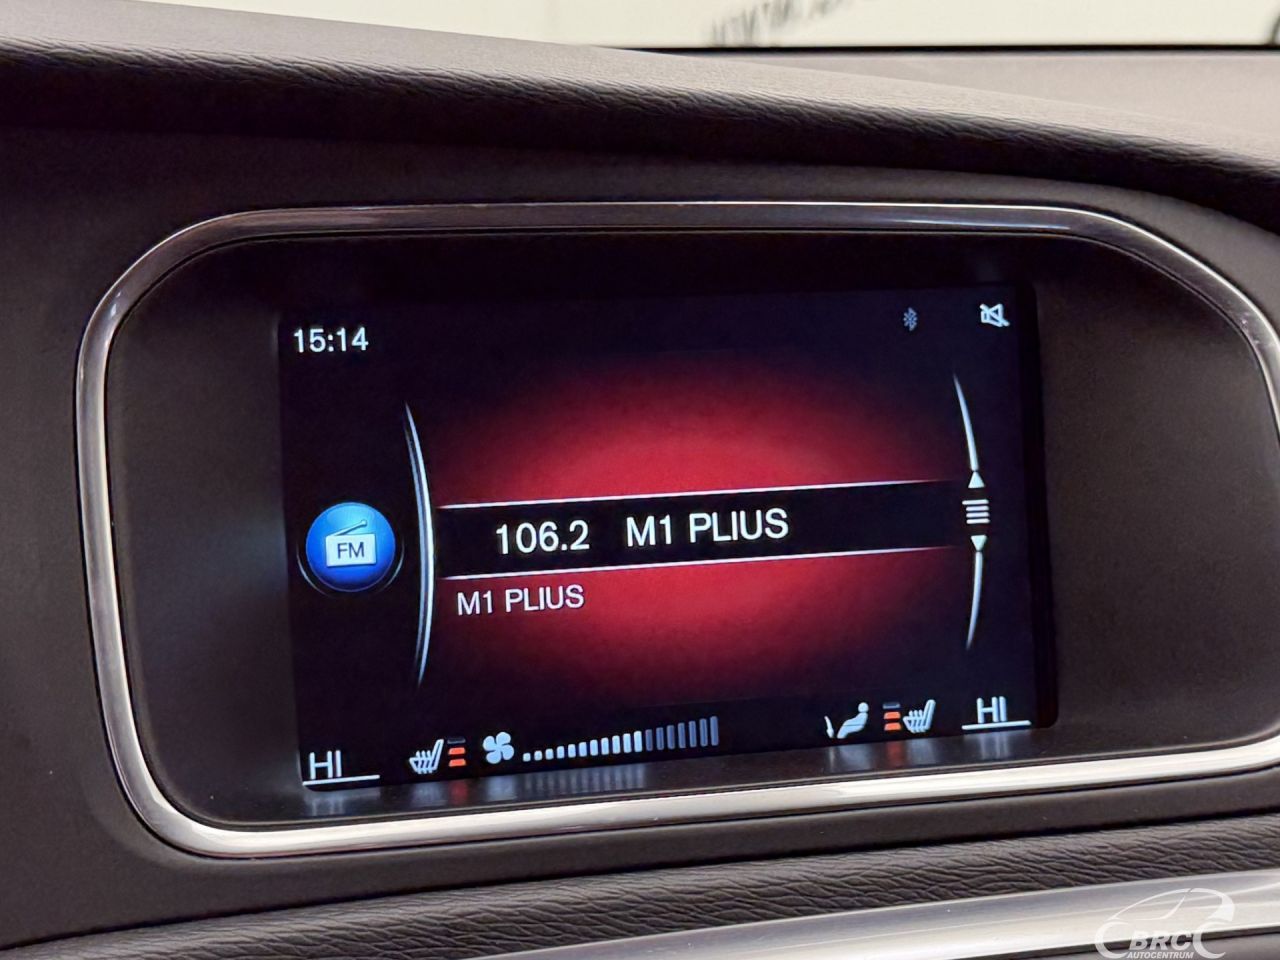 15:14
106.2 M1 PLIUS
FM
M1 PLIUS
HI
HI
BRC
AUTOCENTRUM